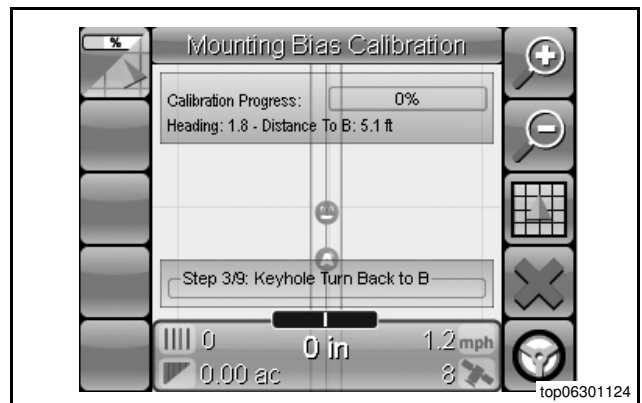 %
Mounting Bias Calibration
Calibration Progress: 0%
Heading: 1.8 - Distance To B: 5.1 ft
A
Step 3/9: Keyhole Turn Back to B
0
0 in
1.2 mph
0.00 ac
8
top06301124